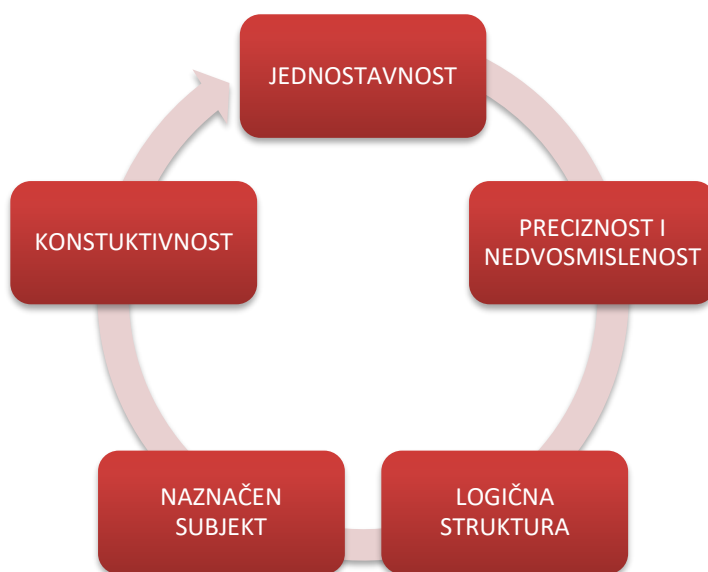 JEDNOSTAVNOST
PRECIZNOST I
NEDVOSMISLENOST
LOGIČNA
STRUKTURA
NAZNAČEN
SUBJEKT
KONSTUKTIVNOST